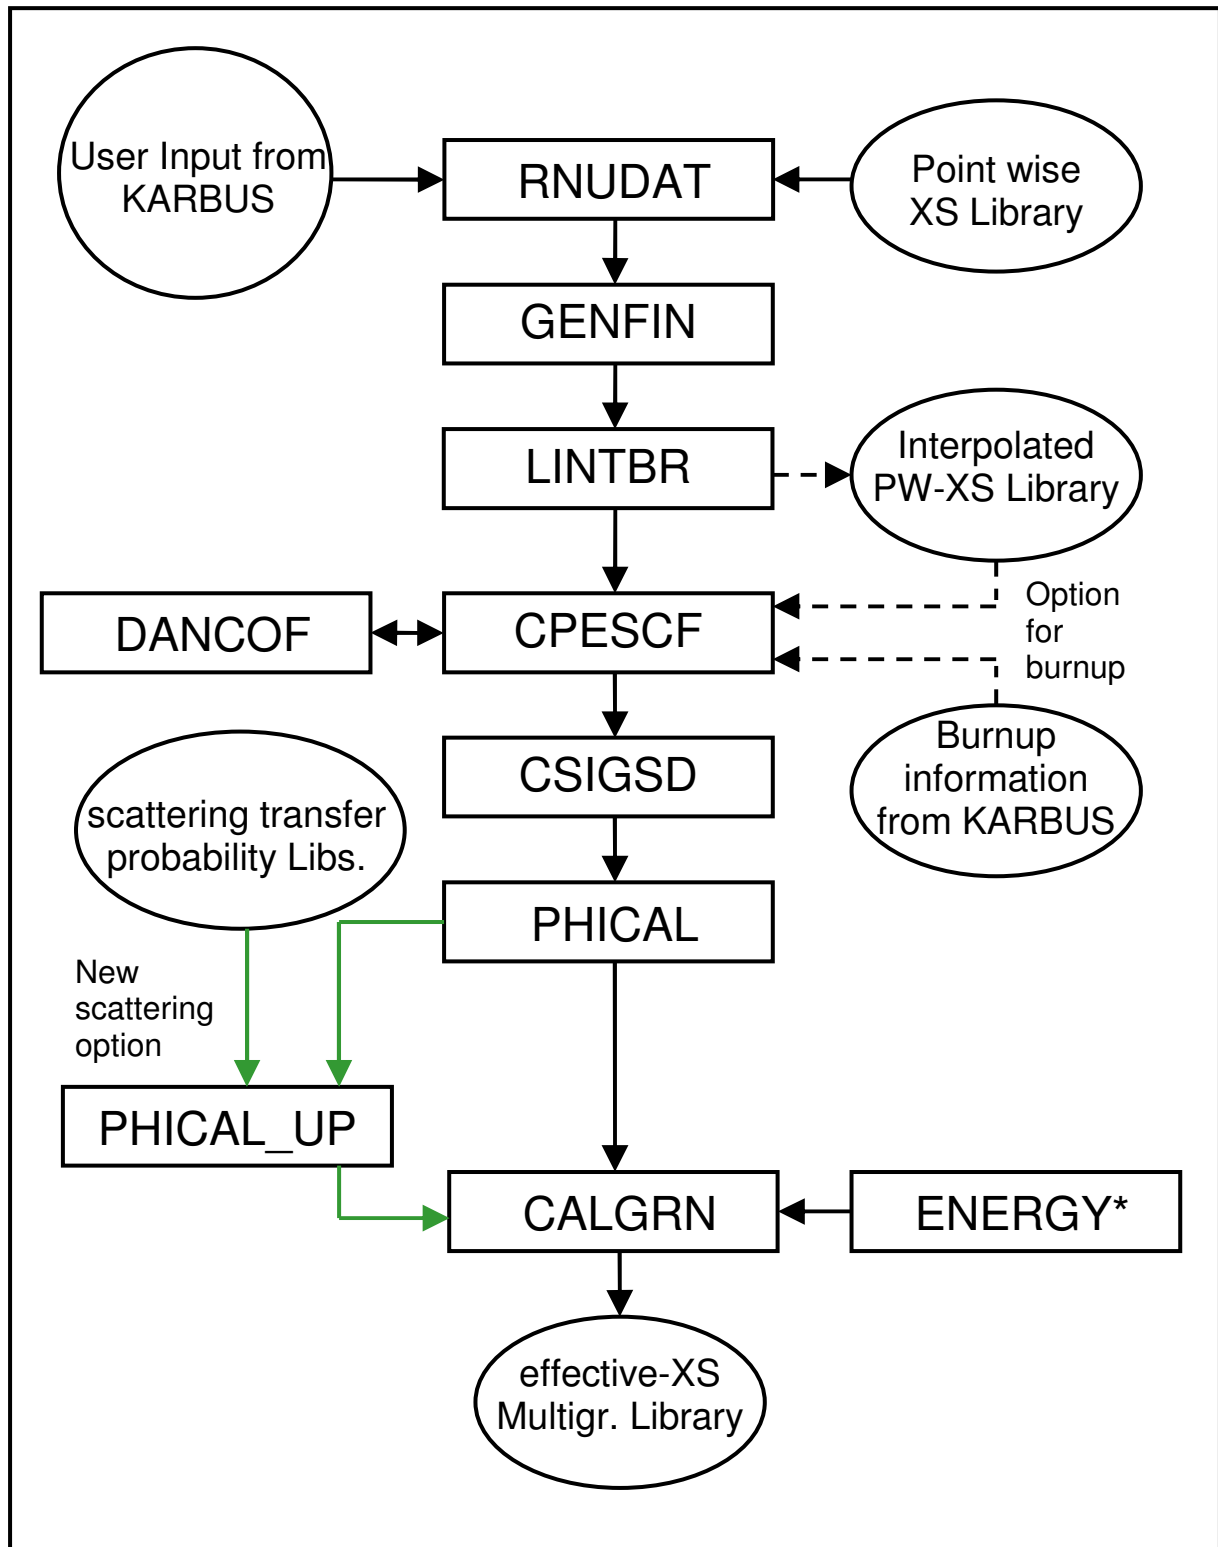 User Input from
KARBUS
RNUDAT
Point wise
XS Library
GENFIN
LINTBR
Interpolated
PW-XS Library
DANCOF
CPESCF
Option
for
burnup
CSIGSD
Burnup
information
from KARBUS
scattering transfer
probability Libs.
PHICAL
New
scattering
option
PHICAL_UP
CALGRN
ENERGY*
effective-XS
Multigr. Library